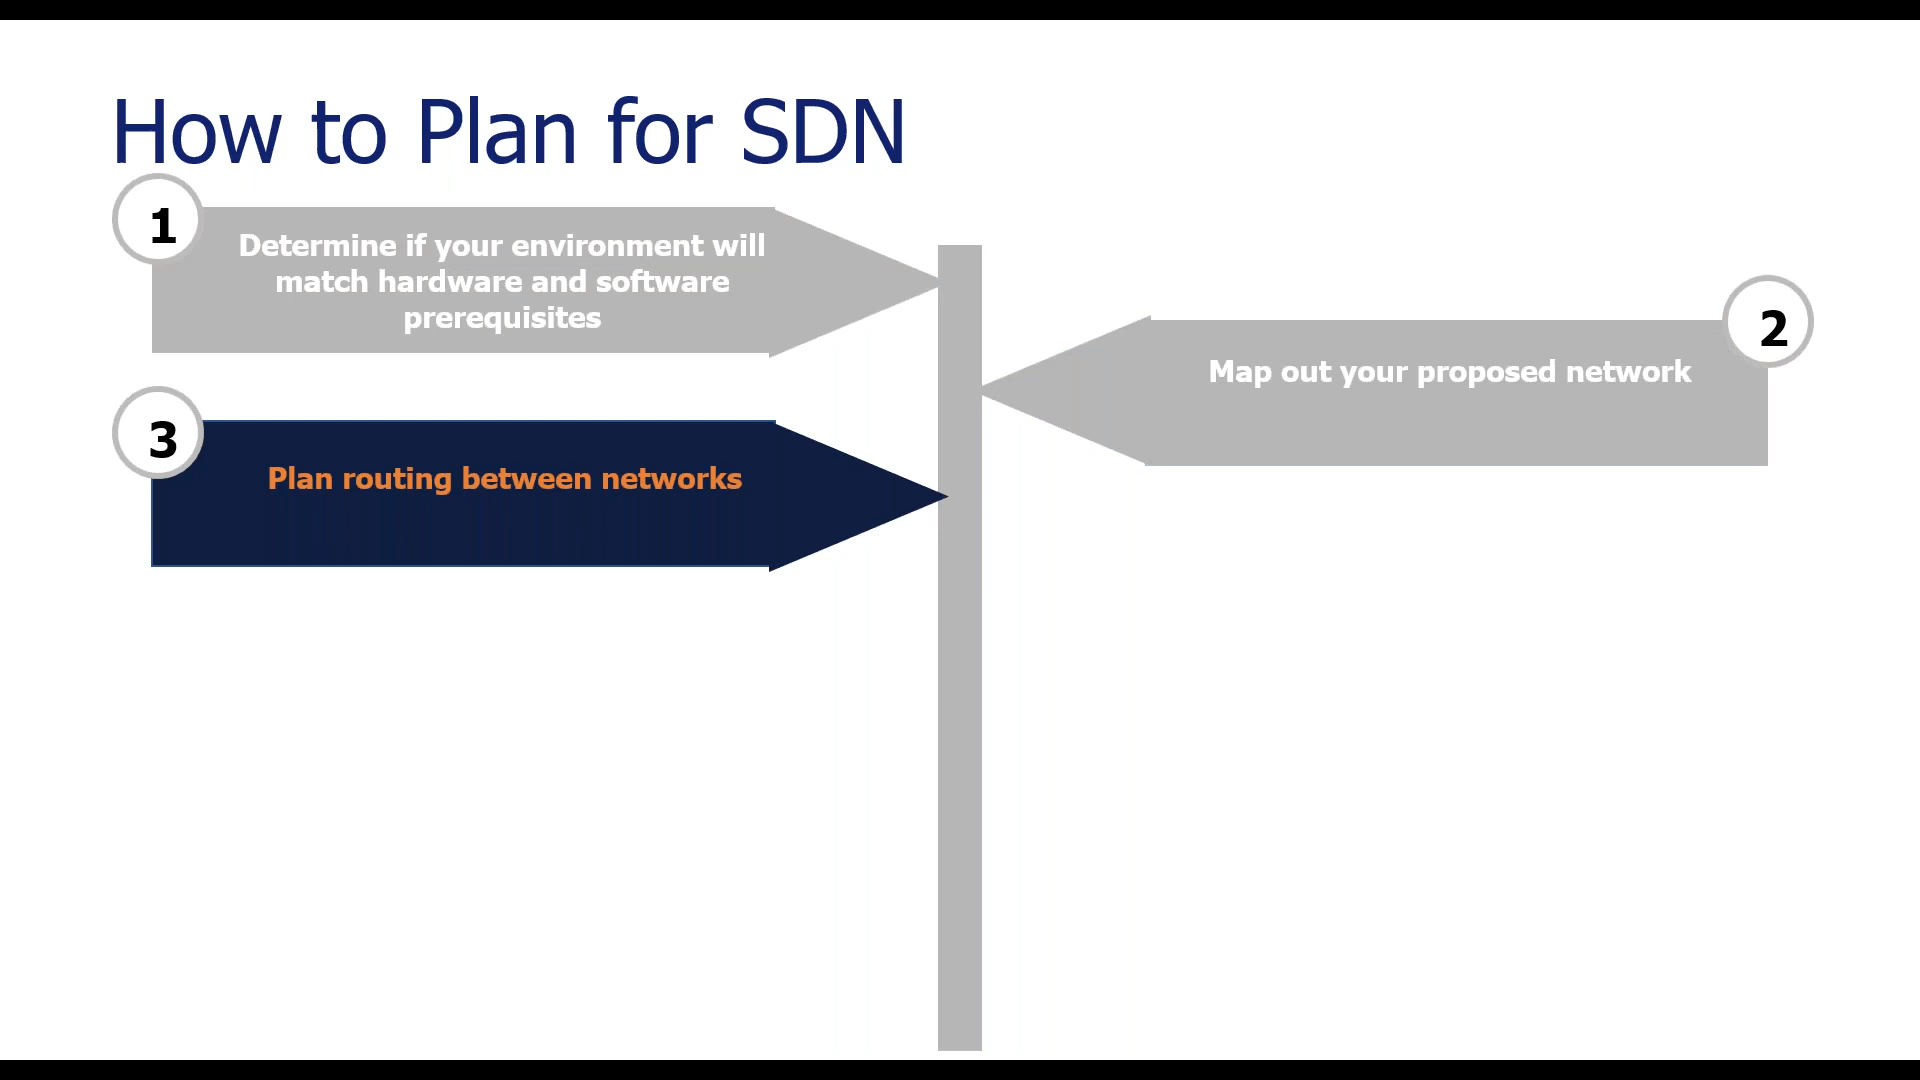 How to Plan for SDN
1
Determine if your environment will
match hardware and software
prerequisites
2
Map out your proposed network
3
Plan routing between networks